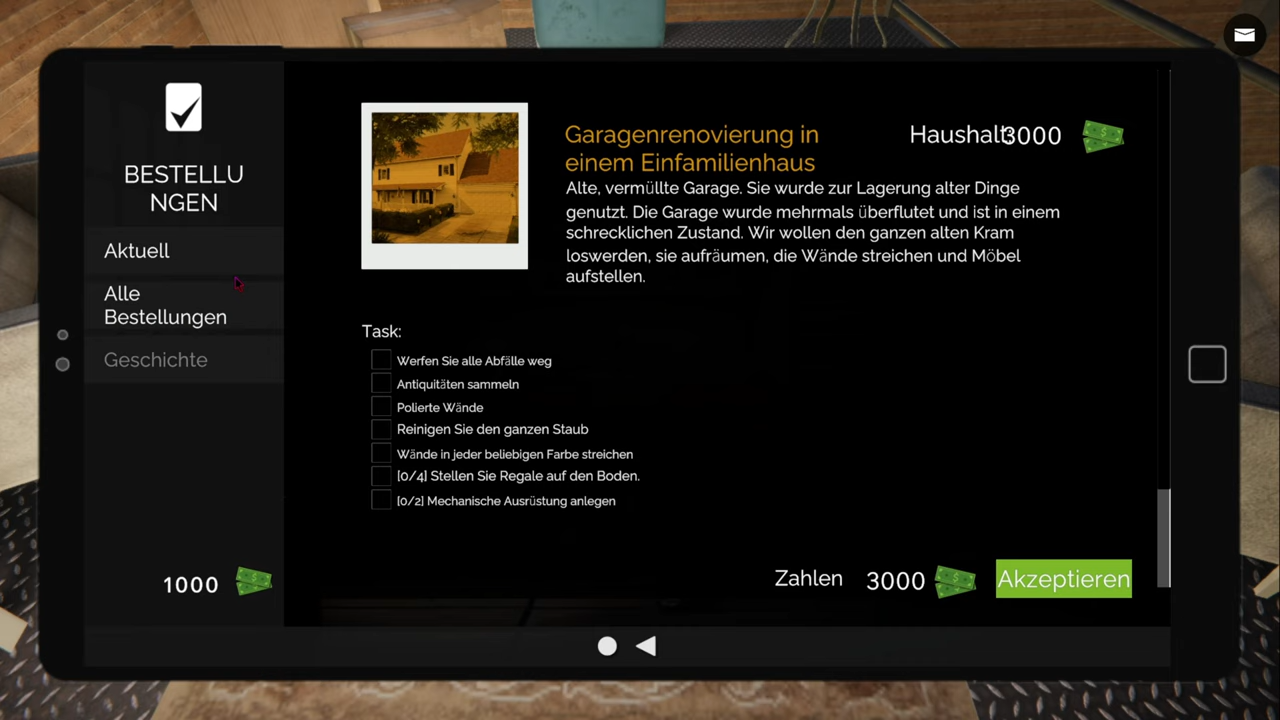 BESTELLU
NGEN
Aktuell
Alle
Bestellungen
Geschichte
1000
Garagenrenovierung in
einem Einfamilienhaus
Haushalt:
3000
Alte, vermüllte Garage. Sie wurde zur Lagerung alter Dinge
genutzt. Die Garage wurde mehrmals überflutet und ist in einem
schrecklichen Zustand. Wir wollen den ganzen alten Kram
loswerden, sie aufräumen, die Wände streichen und Möbel
aufstellen.
Task:
Werfen Sie alle Abfälle weg
Antiquitäten sammeln
Polierte Wände
Reinigen Sie den ganzen Staub
Wände in jeder beliebigen Farbe streichen
[0/4] Stellen Sie Regale auf den Boden.
[0/2] Mechanische Ausrüstung anlegen
Zahlen 3000
Akzeptieren